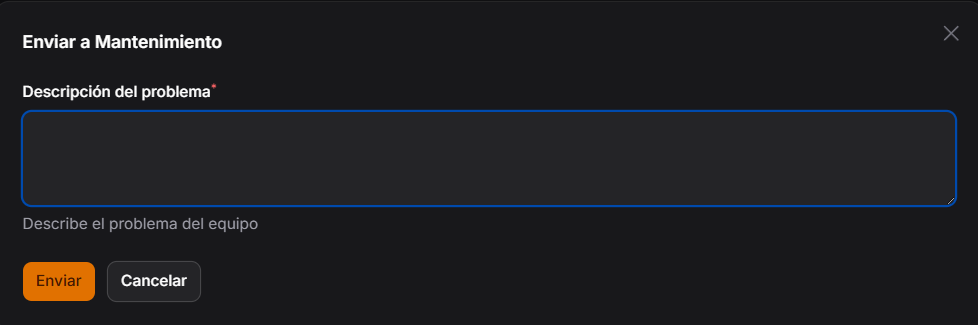 Enviar a Mantenimiento
Descripción del problema*
Describe el problema del equipo
Enviar Cancelar